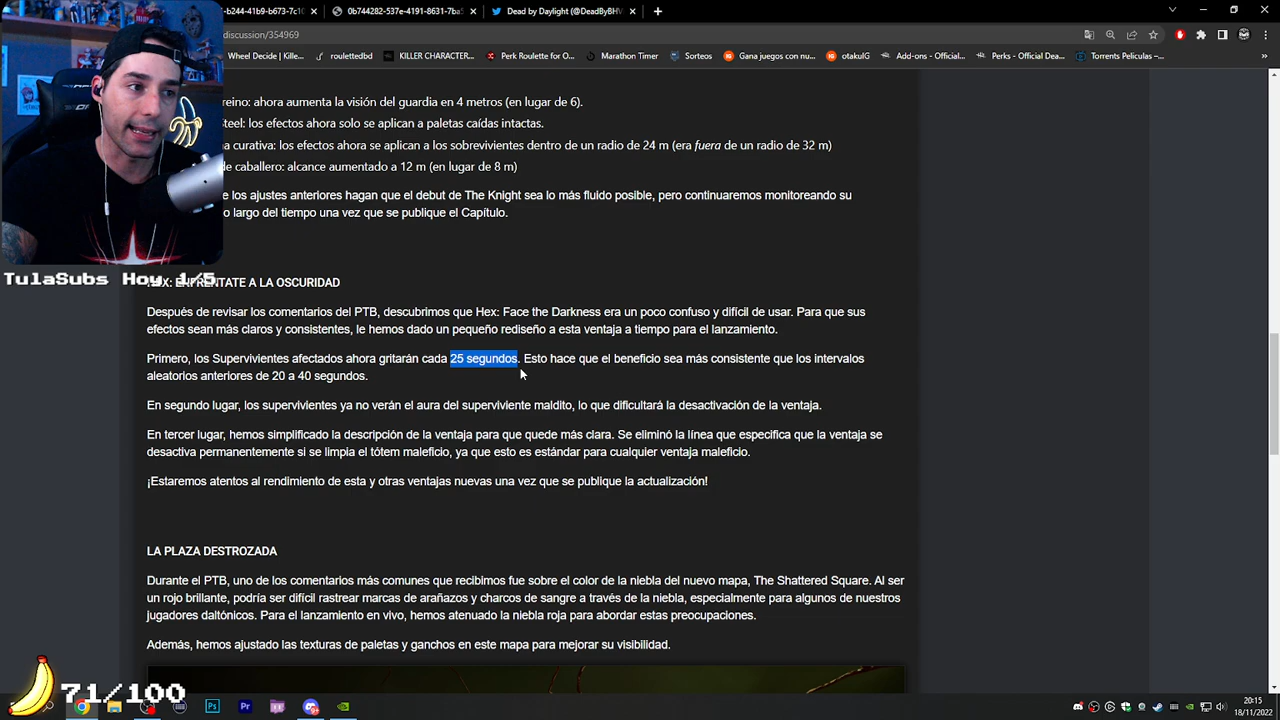 -b244-41b9-b673-7c1
0b744282-537e-4191-8631-7ba5
Dead by Daylight (@DeadByBHV
discussion/354969
Wheel Decide | Killer
roulettedbd
KILLER CHARACTER...
Perk Roulette for O...
Marathon Timer
Sorteos
Gana juegos con nu...
otakulG
Add-ons - Official...
Perks - Official Dea...
Torrents Peliculas -...
reino: ahora aumenta la visión del guardia en 4 metros (en lugar de 6).
Steel: los efectos ahora solo se aplican a paletas caídas intactas.
a curativa: los efectos ahora se aplican a los sobrevivientes dentro de un radio de 24 m (era fuera de un radio de 32 m)
de caballero: alcance aumentado a 12 m (en lugar de 8 m)
e los ajustes anteriores hagan que el debut de The Knight sea lo más fluido posible, pero continuaremos monitoreando su
o largo del tiempo una vez que se publique el Capítulo.
TulaSubs Hoy 1/5
HEX: ENFRÉNTATE A LA OSCURIDAD
Después de revisar los comentarios del PTB, descubrimos que Hex: Face the Darkness era un poco confuso y difícil de usar. Para que sus
efectos sean más claros y consistentes, le hemos dado un pequeño rediseño a esta ventaja a tiempo para el lanzamiento.
Primero, los Supervivientes afectados ahora gritarán cada 25 segundos. Esto hace que el beneficio sea más consistente que los intervalos
aleatorios anteriores de 20 a 40 segundos.
En segundo lugar, los supervivientes ya no verán el aura del superviviente maldito, lo que dificultará la desactivación de la ventaja.
En tercer lugar, hemos simplificado la descripción de la ventaja para que quede más clara. Se eliminó la línea que especifica que la ventaja se
desactiva permanentemente si se limpia el tótem maleficio, ya que esto es estándar para cualquier ventaja maleficio.
¡Estaremos atentos al rendimiento de esta y otras ventajas nuevas una vez que se publique la actualización!
LA PLAZA DESTROZADA
Durante el PTB, uno de los comentarios más comunes que recibimos fue sobre el color de la niebla del nuevo mapa, The Shattered Square. Al ser
un rojo brillante, podría ser difícil rastrear marcas de arañazos y charcos de sangre a través de la niebla, especialmente para algunos de nuestros
jugadores daltónicos. Para el lanzamiento en vivo, hemos atenuado la niebla roja para abordar estas preocupaciones.
Además, hemos ajustado las texturas de paletas y ganchos en este mapa para mejorar su visibilidad.
71/100
20:15
18/11/2022